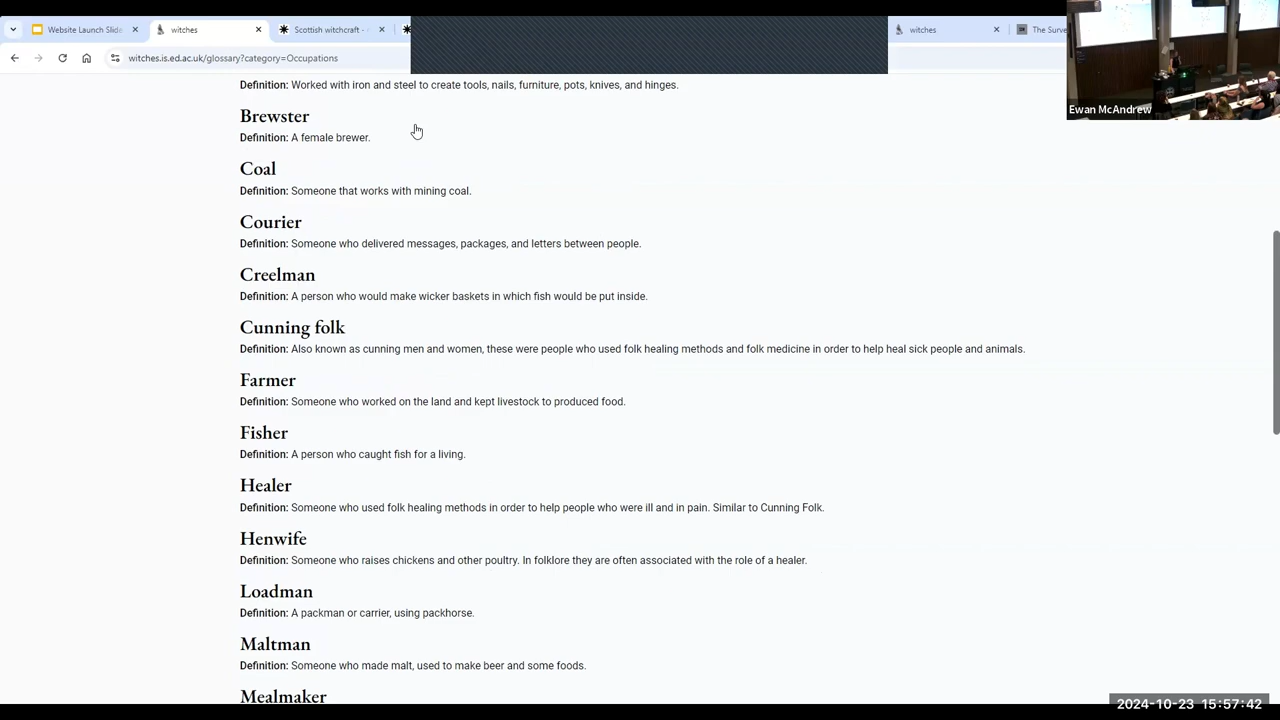 Website Launch Slide
witches
Scottish witchcraft -
witches
The Surve
witches.is.ed.ac.uk/glossary?category=Occupations
Ewan McAndrew
Definition: Worked with iron and steel to create tools, nails, furniture, pots, knives, and hinges.
Brewster
Definition: A female brewer.
Coal
Definition: Someone that works with mining coal.
Courier
Definition: Someone who delivered messages, packages, and letters between people.
Creelman
Definition: A person who would make wicker baskets in which fish would be put inside.
Cunning folk
Definition: Also known as cunning men and women, these were people who used folk healing methods and folk medicine in order to help heal sick people and animals.
Farmer
Definition: Someone who worked on the land and kept livestock to produced food.
Fisher
Definition: A person who caught fish for a living.
Healer
Definition: Someone who used folk healing methods in order to help people who were ill and in pain. Similar to Cunning Folk.
Henwife
Definition: Someone who raises chickens and other poultry. In folklore they are often associated with the role of a healer.
Loadman
Definition: A packman or carrier, using packhorse.
Maltman
Definition: Someone who made malt, used to make beer and some foods.
Mealmaker
2024-10-23 15:57:42